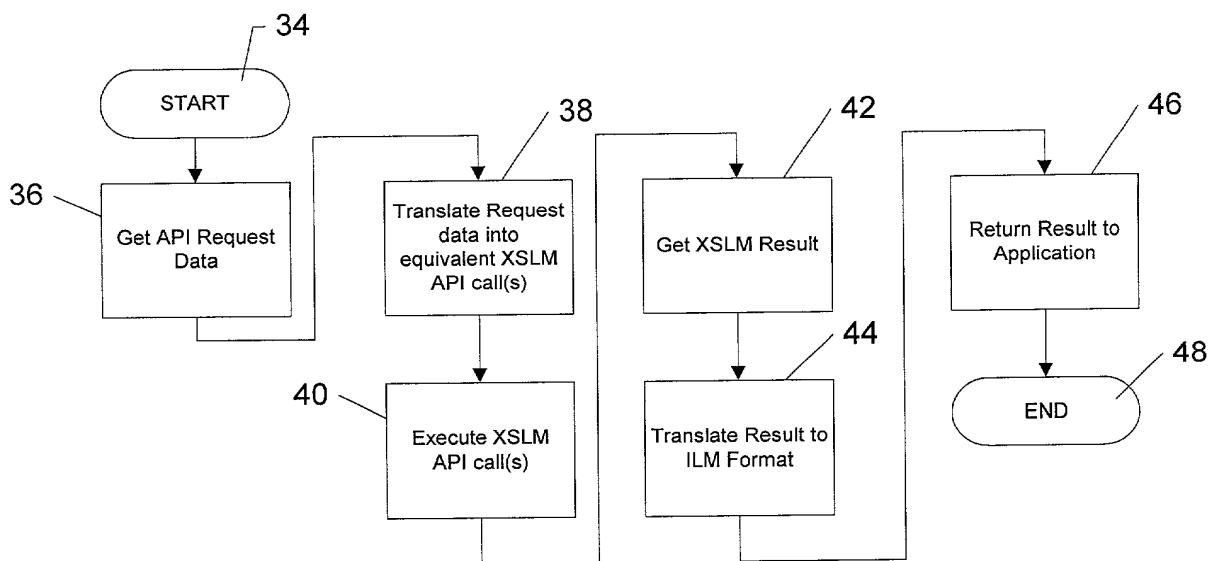 34
START
36
Get API Request
Data
38
Translate Request
data into
equivalent XSLM
API call(s)
40
Execute XSLM
API call(s)
42
Get XSLM Result
44
Translate Result to
ILM Format
46
Return Result to
Application
48
END